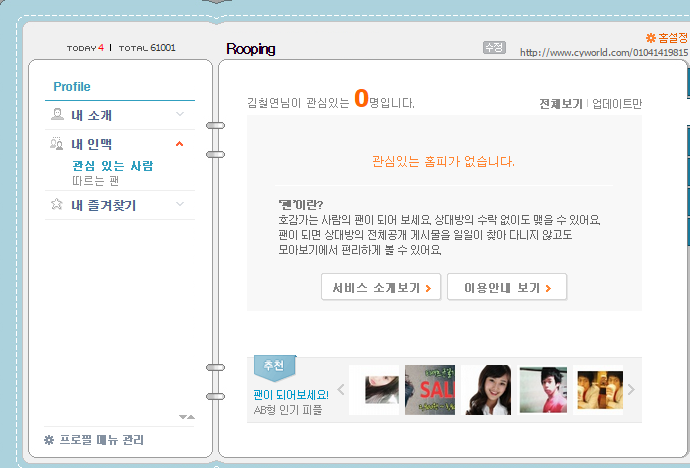 TODAY 4 | TOTAL 61001
Rooping
수정
홈설정
http://www.cyworld.com/01041419815
Profile
내 소개
내 인맥
관심 있는 사람
따르는 팬
내 즐겨찾기
프로필 메뉴 관리
김철연님이 관심있는 0명입니다.
전체보기 | 업데이트만
관심있는 홈피가 없습니다.
'팬'이란?
호감가는 사람의 팬이 되어 보세요. 상대방의 수락 없이도 맺을 수 있어요.
팬이 되면 상대방의 전체공개 게시물을 일일이 찾아 다니지 않고도
모아보기에서 편리하게 볼 수 있어요.
서비스 소개보기
이용안내 보기
추천
팬이 되어보세요!
AB형 인기 피플
SAL